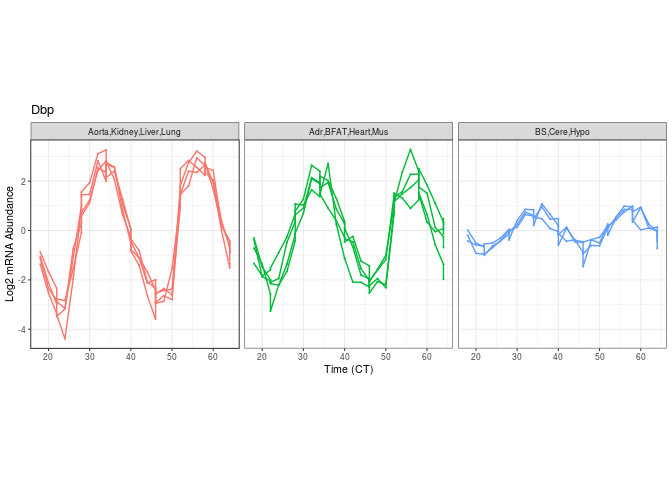 Dbp
Aorta,Kidney,Liver,Lung
Adr,BFAT,Heart,Mus
BS,Cere,Hypo
Log2 mRNA Abundance
2
0
-2
-4
20 30 40 50 60
20 30 40 50 60
20 30 40 50 60
Time (CT)